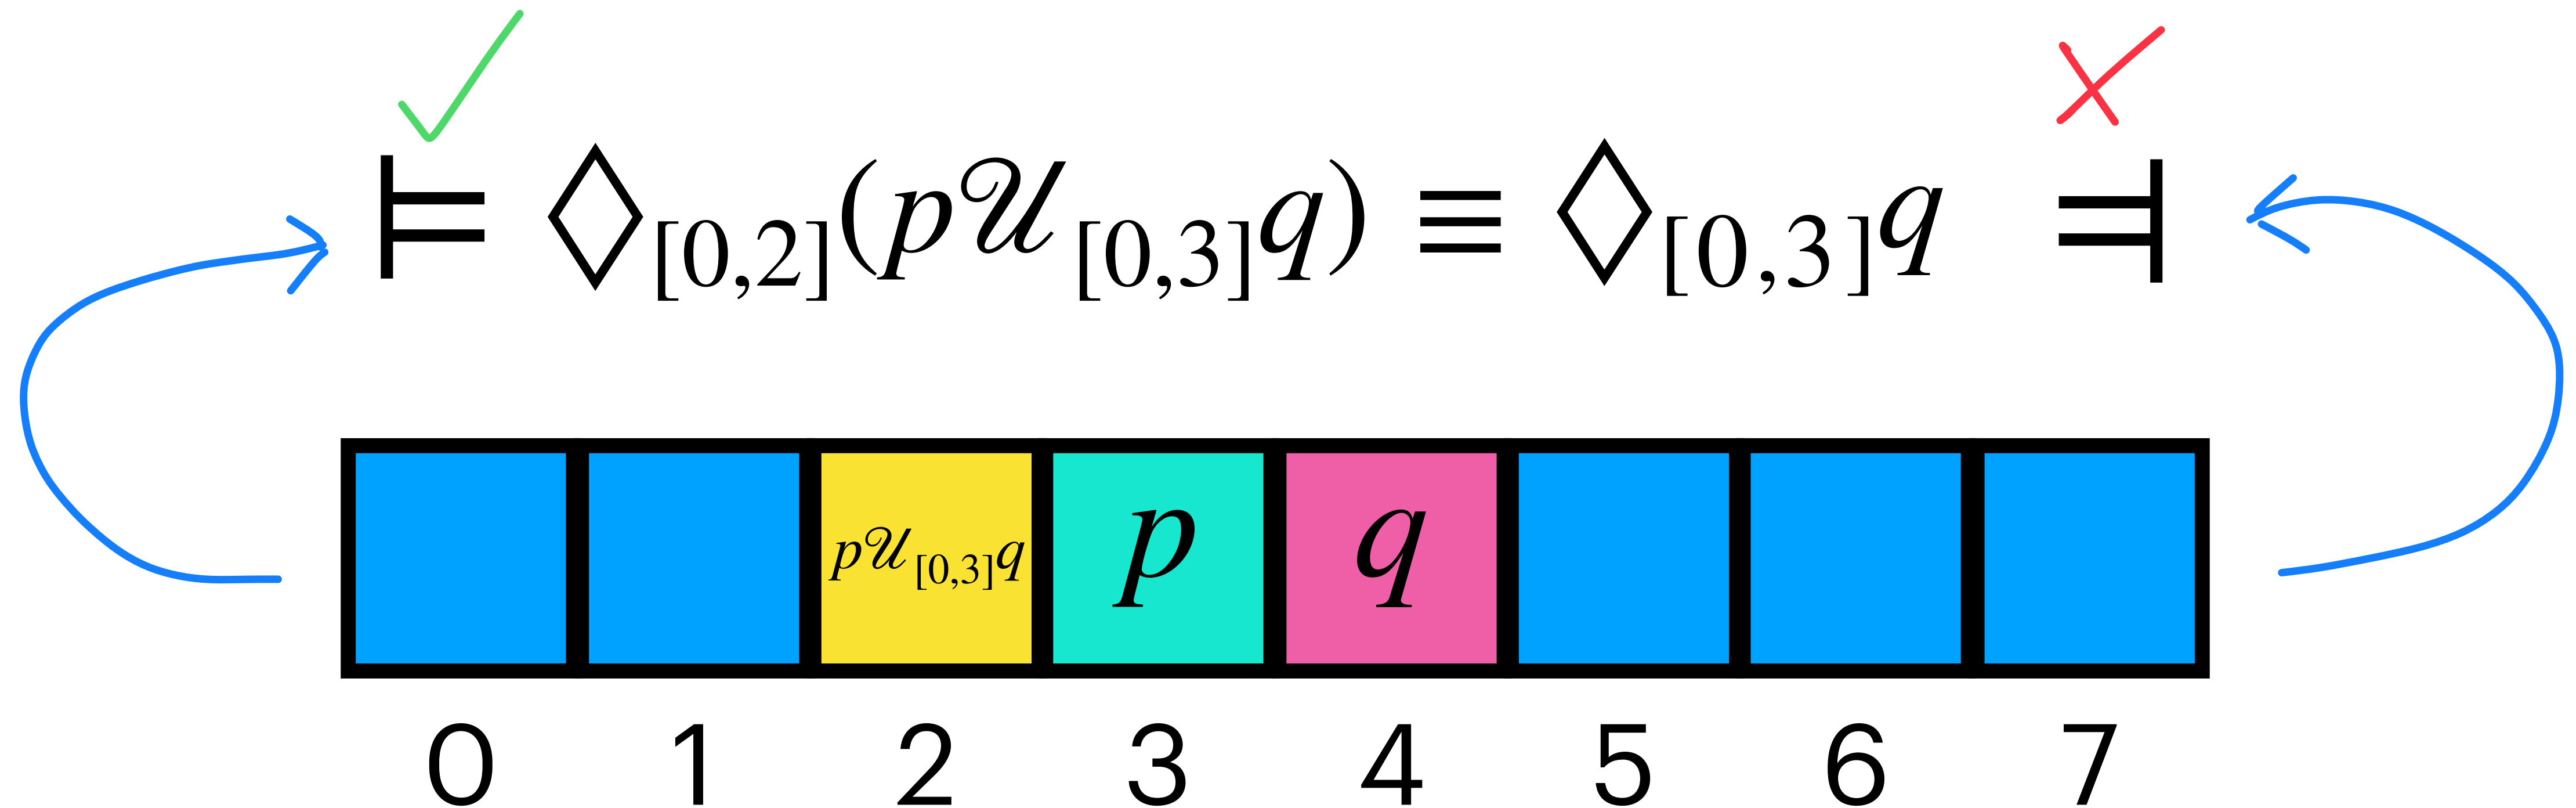 ⊨ ◇[0,2](p𝒰[0,3]q) ≡ ◇[0,3]q ⫤
p𝒰[0,3]q p q
0 1 2 3 4 5 6 7